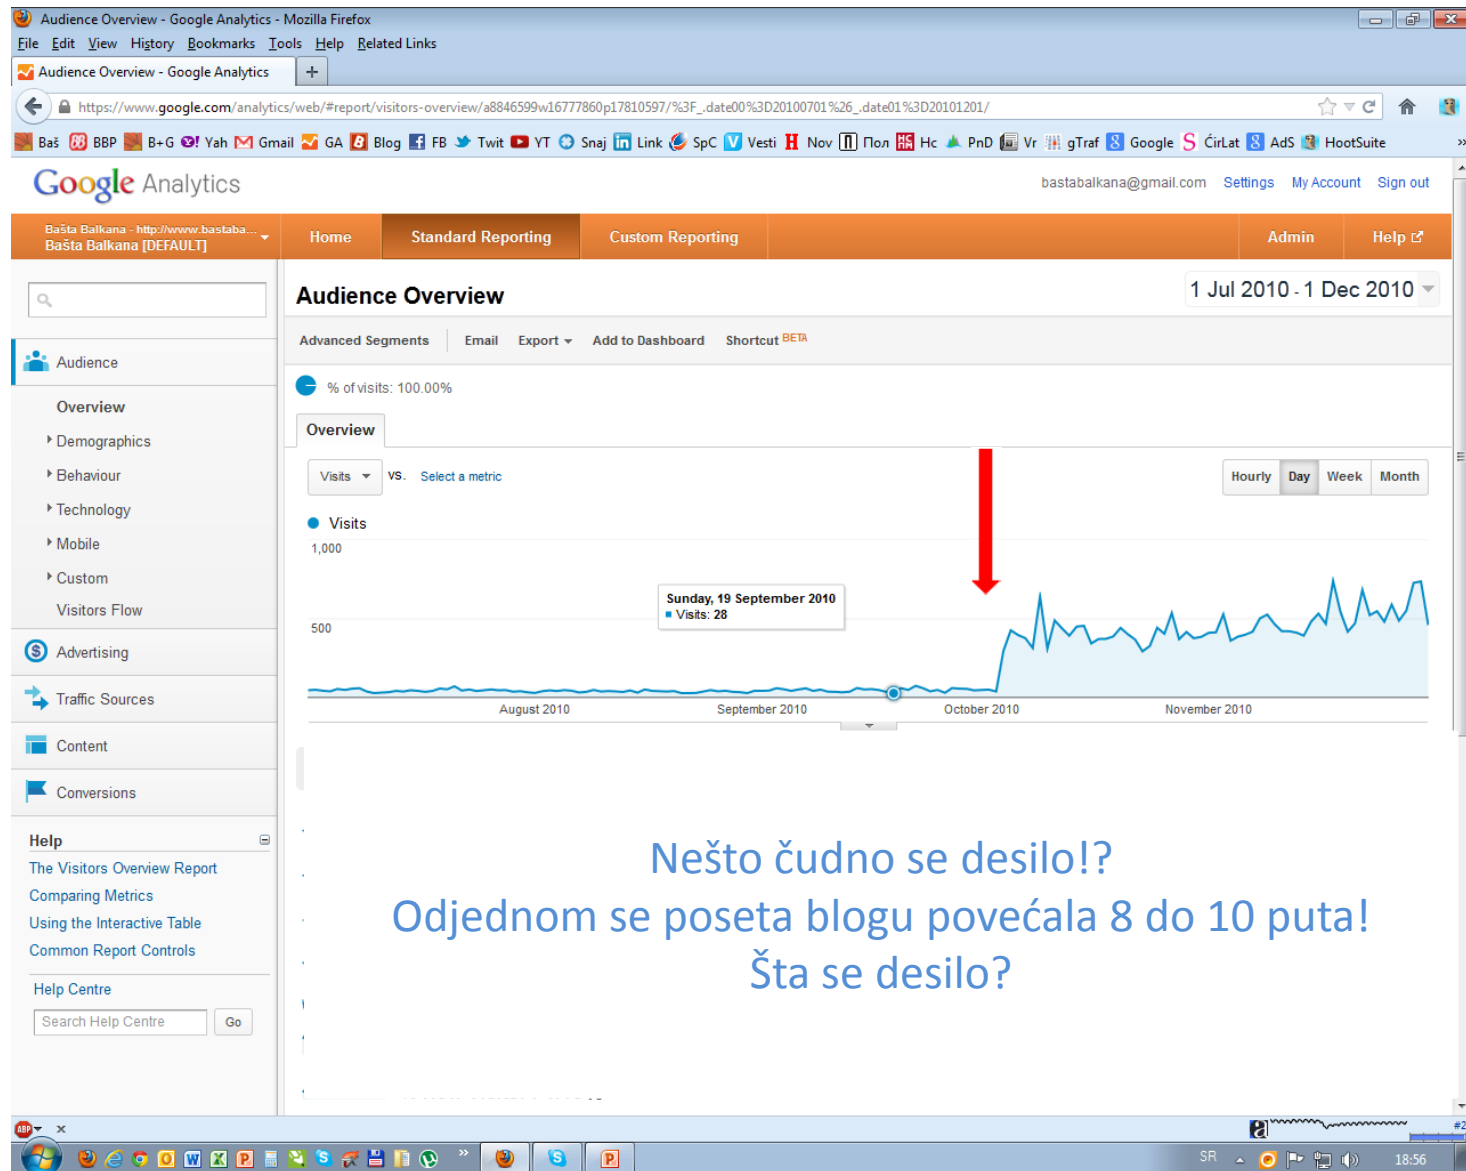 Audience Overview - Google Analytics - Mozilla Firefox
File Edit View History Bookmarks Tools Help Related Links
Audience Overview - Google Analytics
https://www.google.com/analytics/web/#report/visitors-overview/a8846599w16777860p17810597/%3F_.date00%3D20100701%26_.date01%3D20101201/
Baš BBP B+G Yah Gmail GA Blog FB Twit YT Snaj Link SpC Vesti Nov Пол Нс PnD Vr gTraf Google ĆirLat AdS HootSuite »
Google Analytics
bastabalkana@gmail.com Settings My Account Sign out
Bašta Balkana - http://www.bastaba...
Bašta Balkana [DEFAULT]
Home Standard Reporting Custom Reporting Admin Help
Audience Overview
1 Jul 2010 - 1 Dec 2010
Advanced Segments Email Export Add to Dashboard Shortcut BETA
% of visits: 100.00%
Overview
Visits VS. Select a metric
Hourly Day Week Month
Visits
1,000
500
Sunday, 19 September 2010
Visits: 28
August 2010 September 2010 October 2010 November 2010
Audience
Overview
Demographics
Behaviour
Technology
Mobile
Custom
Visitors Flow
Advertising
Traffic Sources
Content
Conversions
Help
The Visitors Overview Report
Comparing Metrics
Using the Interactive Table
Common Report Controls
Help Centre
Search Help Centre Go
Nešto čudno se desilo!?
Odjednom se poseta blogu povećala 8 do 10 puta!
Šta se desilo?
ABP x
#2
SR 18:56